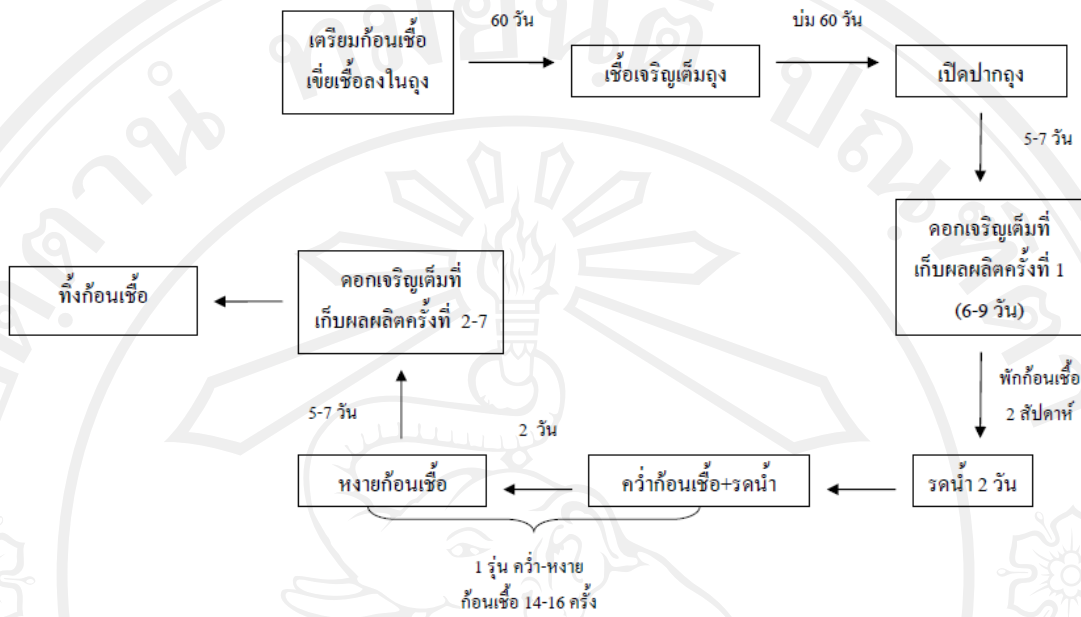 เตรียมก้อนเชื้อ
เขี่ยเชื้อลงในถุง
60 วัน
เชื้อเจริญเต็มถุง
บ่ม 60 วัน
เปิดปากถุง
5-7 วัน
ดอกเจริญเต็มที่
เก็บผลผลิตครั้งที่ 1
(6-9 วัน)
พักก้อนเชื้อ
2 สัปดาห์
รดน้ำ 2 วัน
คว่ำก้อนเชื้อ+รดน้ำ
2 วัน
หงายก้อนเชื้อ
1 รุ่น คว่ำ-หงาย
ก้อนเชื้อ 14-16 ครั้ง
5-7 วัน
ดอกเจริญเต็มที่
เก็บผลผลิตครั้งที่ 2-7
ทิ้งก้อนเชื้อ